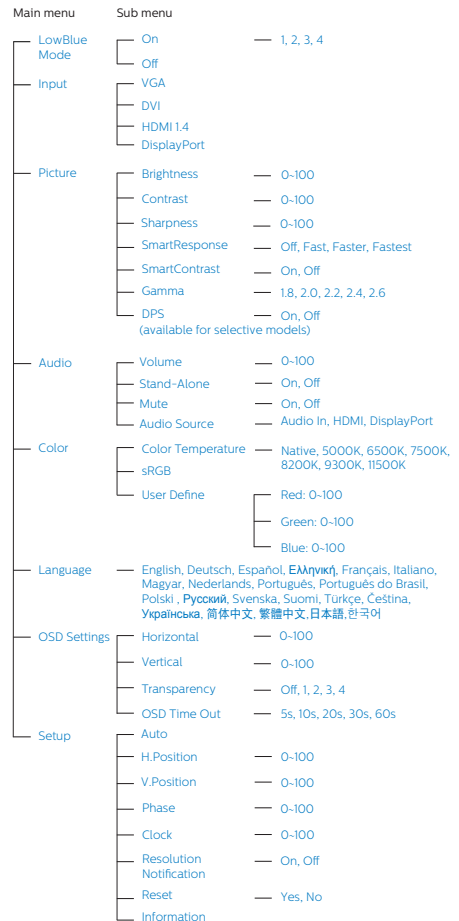 Main menu Sub menu
LowBlue Mode On 1, 2, 3, 4
Off
Input VGA
DVI
HDMI 1.4
DisplayPort
Picture Brightness 0~100
Contrast 0~100
Sharpness 0~100
SmartResponse Off, Fast, Faster, Fastest
SmartContrast On, Off
Gamma 1.8, 2.0, 2.2, 2.4, 2.6
DPS On, Off
(available for selective models)
Audio Volume 0~100
Stand-Alone On, Off
Mute On, Off
Audio Source Audio In, HDMI, DisplayPort
Color Color Temperature Native, 5000K, 6500K, 7500K,
8200K, 9300K, 11500K
sRGB
User Define Red: 0~100
Green: 0~100
Blue: 0~100
Language English, Deutsch, Español, Ελληνική, Français, Italiano,
Magyar, Nederlands, Português, Português do Brasil,
Polski , Русский, Svenska, Suomi, Türkçe, Čeština,
Українська, 简体中文, 繁體中文,日本語,한국어
OSD Settings Horizontal 0~100
Vertical 0~100
Transparency Off, 1, 2, 3, 4
OSD Time Out 5s, 10s, 20s, 30s, 60s
Setup Auto
H.Position 0~100
V.Position 0~100
Phase 0~100
Clock 0~100
Resolution On, Off
Notification
Reset Yes, No
Information